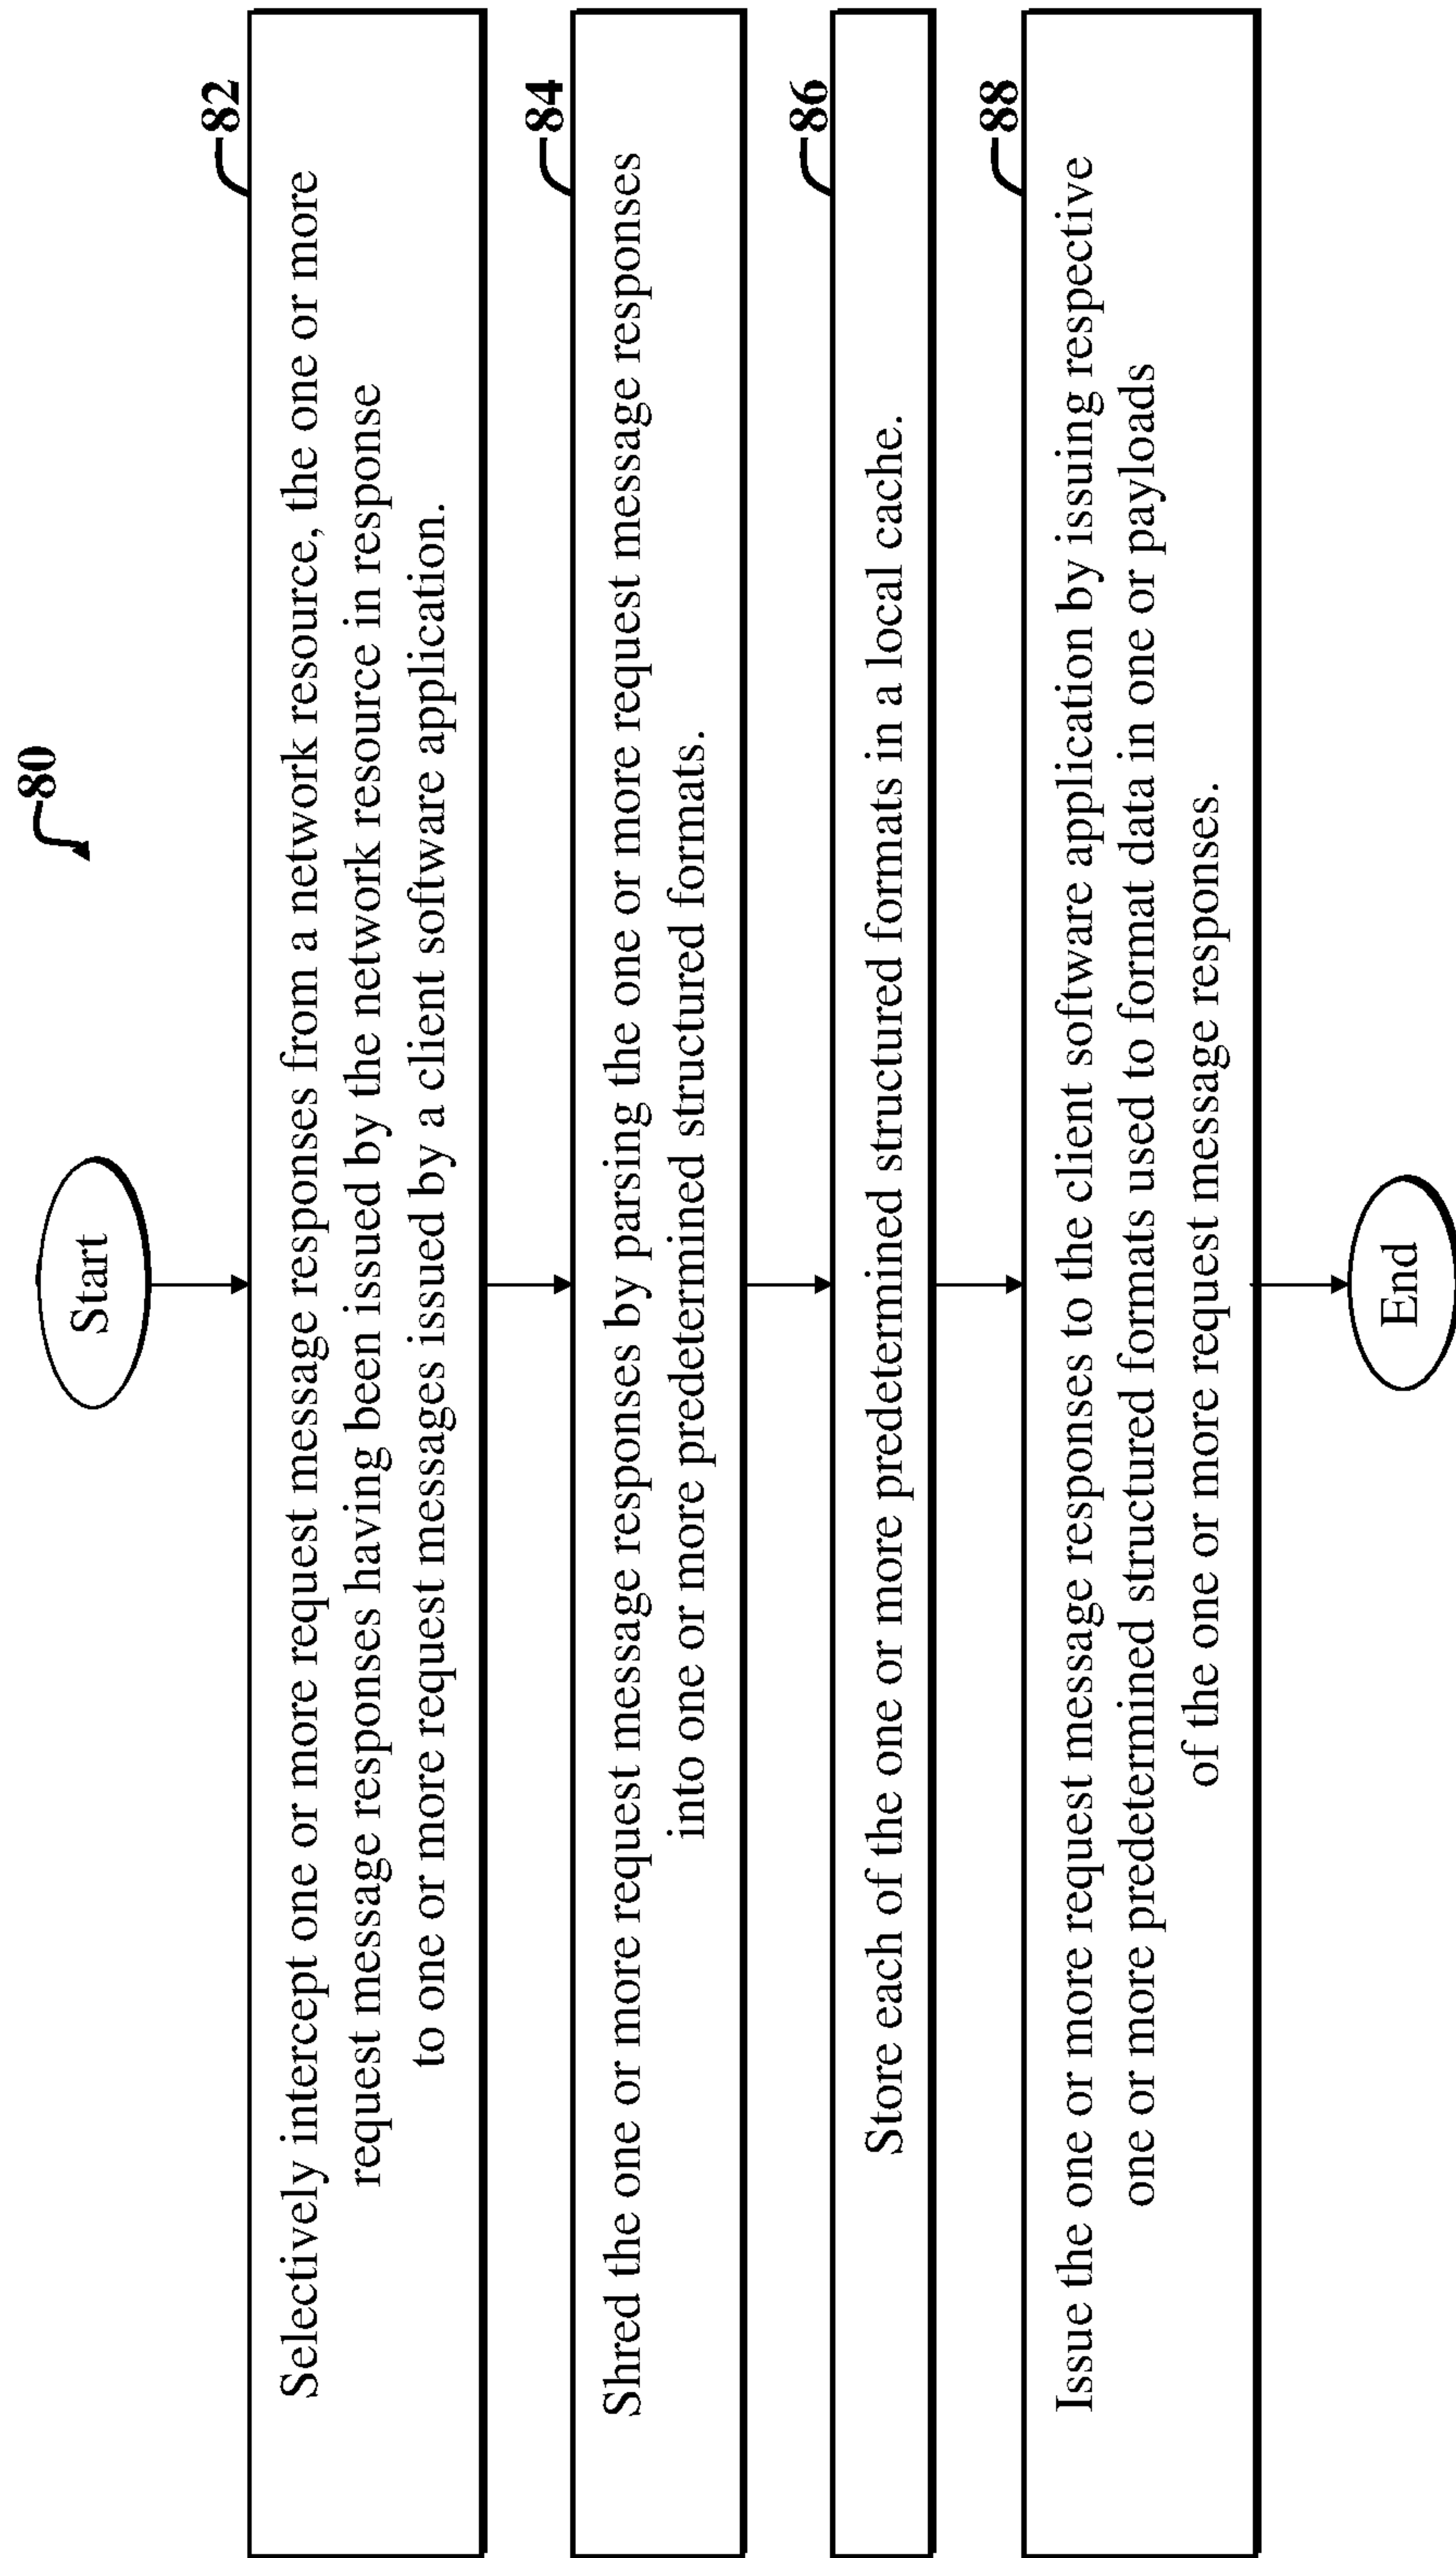 80
Start
82
Selectively intercept one or more request message responses from a network resource, the one or more
request message responses having been issued by the network resource in response
to one or more request messages issued by a client software application.
84
Shred the one or more request message responses by parsing the one or more request message responses
into one or more predetermined structured formats.
86
Store each of the one or more predetermined structured formats in a local cache.
88
Issue the one or more request message responses to the client software application by issuing respective
one or more predetermined structured formats used to format data in one or payloads
of the one or more request message responses.
End